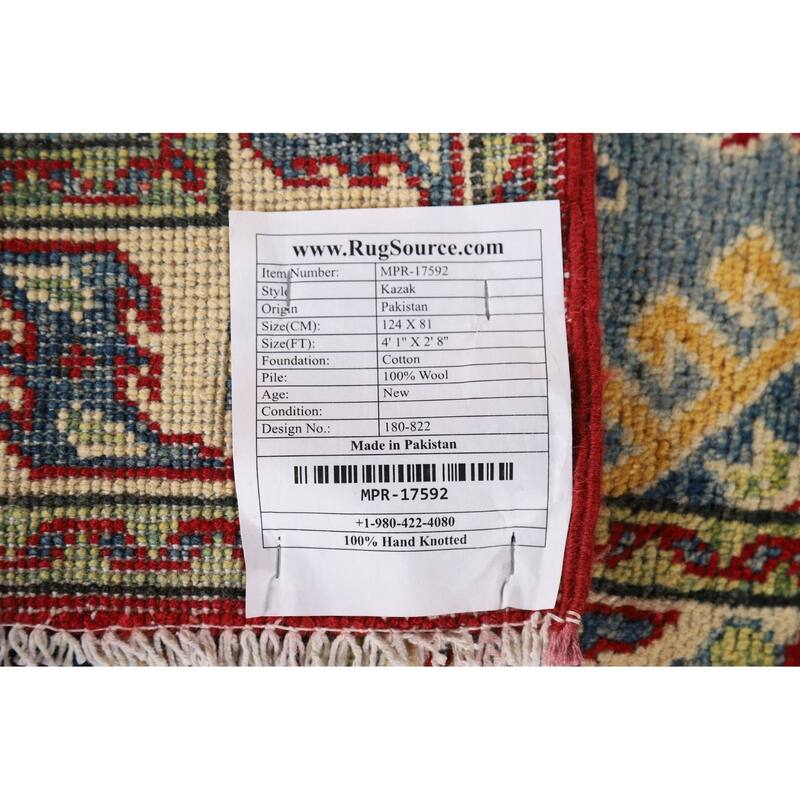 www.RugSource.com
Item Number: MPR-17592
Style Kazak
Origin Pakistan
Size(CM): 124 X 81
Size(FT): 4' 1" X 2' 8"
Foundation: Cotton
Pile: 100% Wool
Age: New
Condition:
Design No.: 180-822
Made in Pakistan
MPR-17592
+1-980-422-4080
100% Hand Knotted